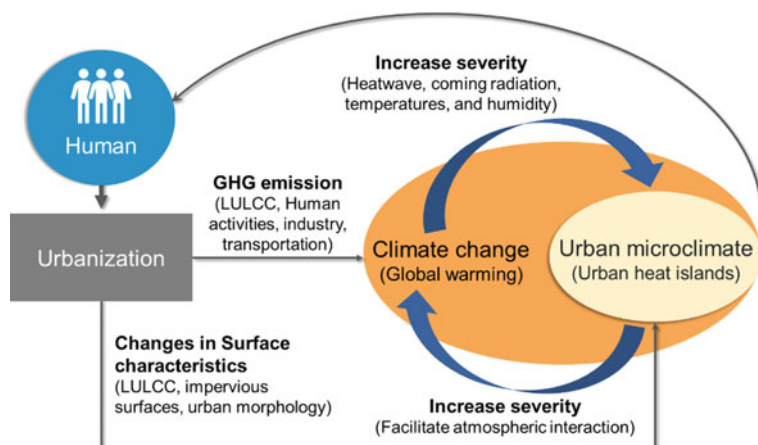 Increase severity
(Heatwave, coming radiation,
temperatures, and humidity)
Human
GHG emission
(LULCC, Human
activities, industry,
transportation)
Urbanization
Climate change
(Global warming)
Urban microclimate
(Urban heat islands)
Changes in Surface
characteristics
(LULCC, impervious
surfaces, urban morphology)
Increase severity
(Facilitate atmospheric interaction)